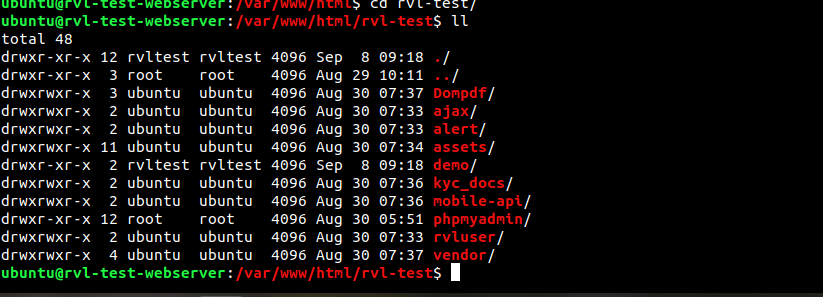 ubuntu@rvl-test-webserver:/var/www/html$ cd rvl-test/
ubuntu@rvl-test-webserver:/var/www/html/rvl-test$ ll
total 48
drwxr-xr-x 12 rvltest rvltest 4096 Sep  8 09:18 ./
drwxr-xr-x  3 root    root    4096 Aug 29 10:11 ../
drwxrwxr-x  3 ubuntu  ubuntu  4096 Aug 30 07:37 Dompdf/
drwxrwxr-x  2 ubuntu  ubuntu  4096 Aug 30 07:33 ajax/
drwxrwxr-x  2 ubuntu  ubuntu  4096 Aug 30 07:33 alert/
drwxrwxr-x 11 ubuntu  ubuntu  4096 Aug 30 07:34 assets/
drwxr-xr-x  2 rvltest rvltest 4096 Sep  8 09:18 demo/
drwxrwxr-x  2 ubuntu  ubuntu  4096 Aug 30 07:36 kyc_docs/
drwxrwxr-x  2 ubuntu  ubuntu  4096 Aug 30 07:36 mobile-api/
drwxr-xr-x 12 root    root    4096 Aug 30 05:51 phpmyadmin/
drwxrwxr-x  2 ubuntu  ubuntu  4096 Aug 30 07:33 rvluser/
drwxrwxr-x  4 ubuntu  ubuntu  4096 Aug 30 07:37 vendor/
ubuntu@rvl-test-webserver:/var/www/html/rvl-test$